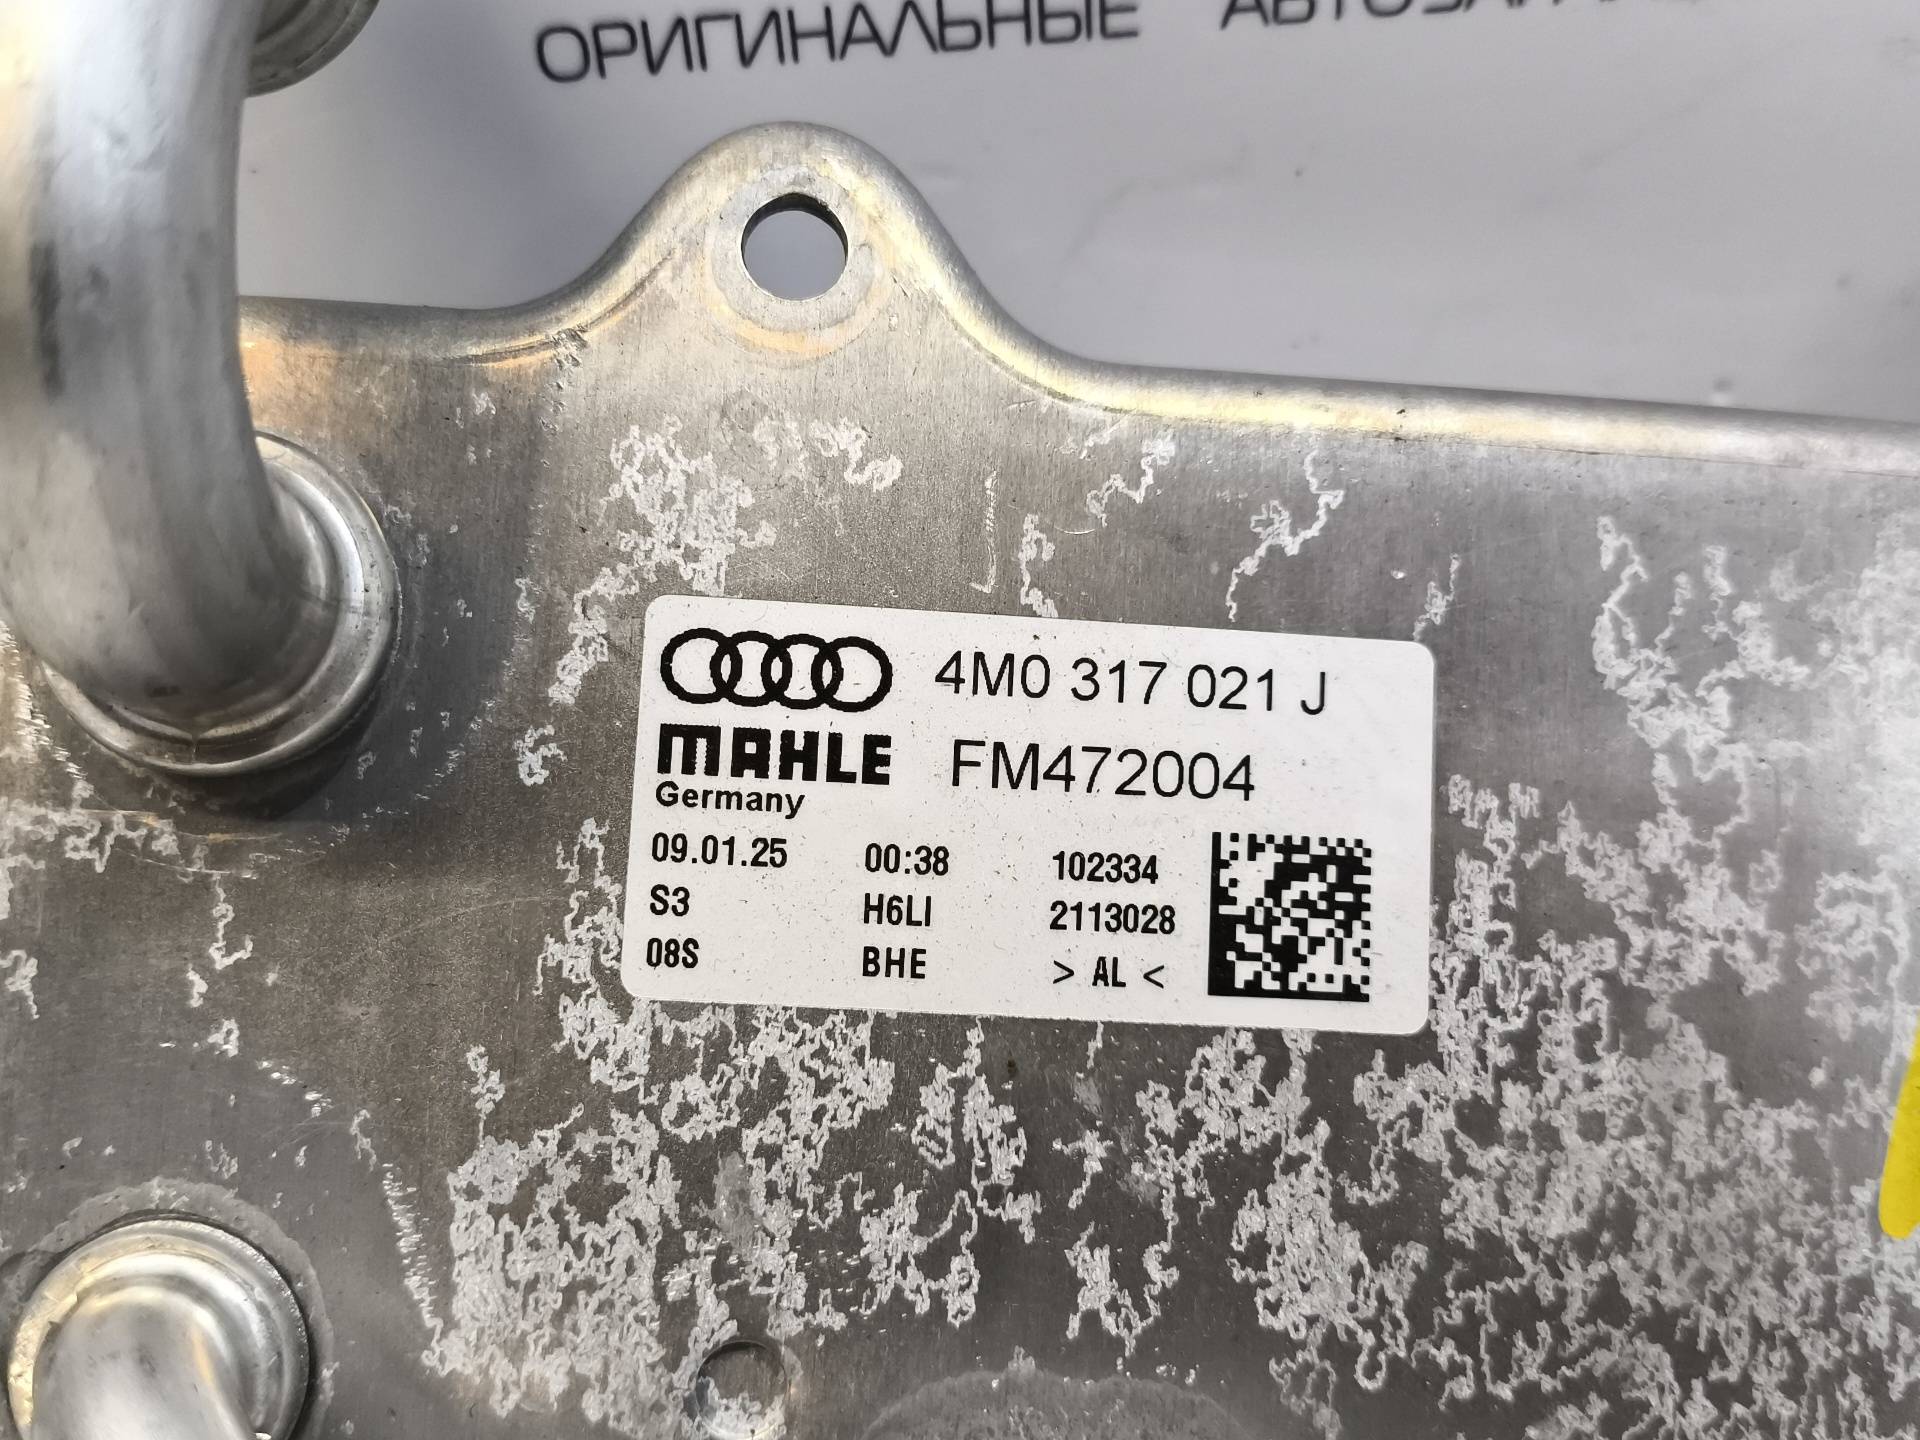 ОРИГИНАЛЬНЫЕ
4M0 317 021 J
MAHLE FM472004
Germany
09.01.25 00:38 102334
S3 H6LI 2113028
08S BHE > AL <